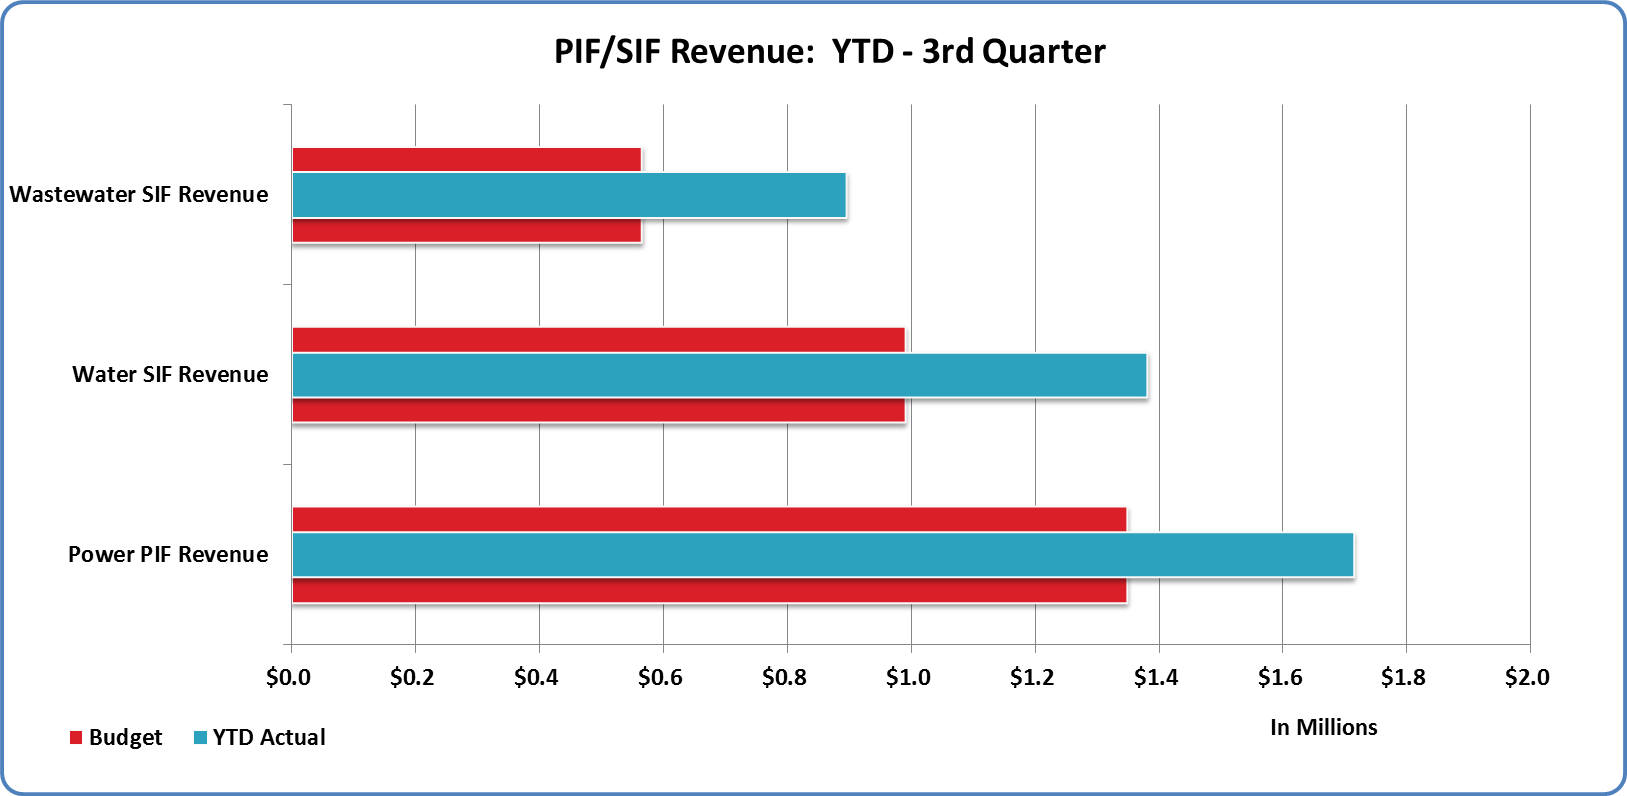 PIF/SIF Revenue:  YTD - 3rd Quarter
Wastewater SIF Revenue
Water SIF Revenue
Power PIF Revenue
$0.0 $0.2 $0.4 $0.6 $0.8 $1.0 $1.2 $1.4 $1.6 $1.8 $2.0
In Millions
Budget YTD Actual